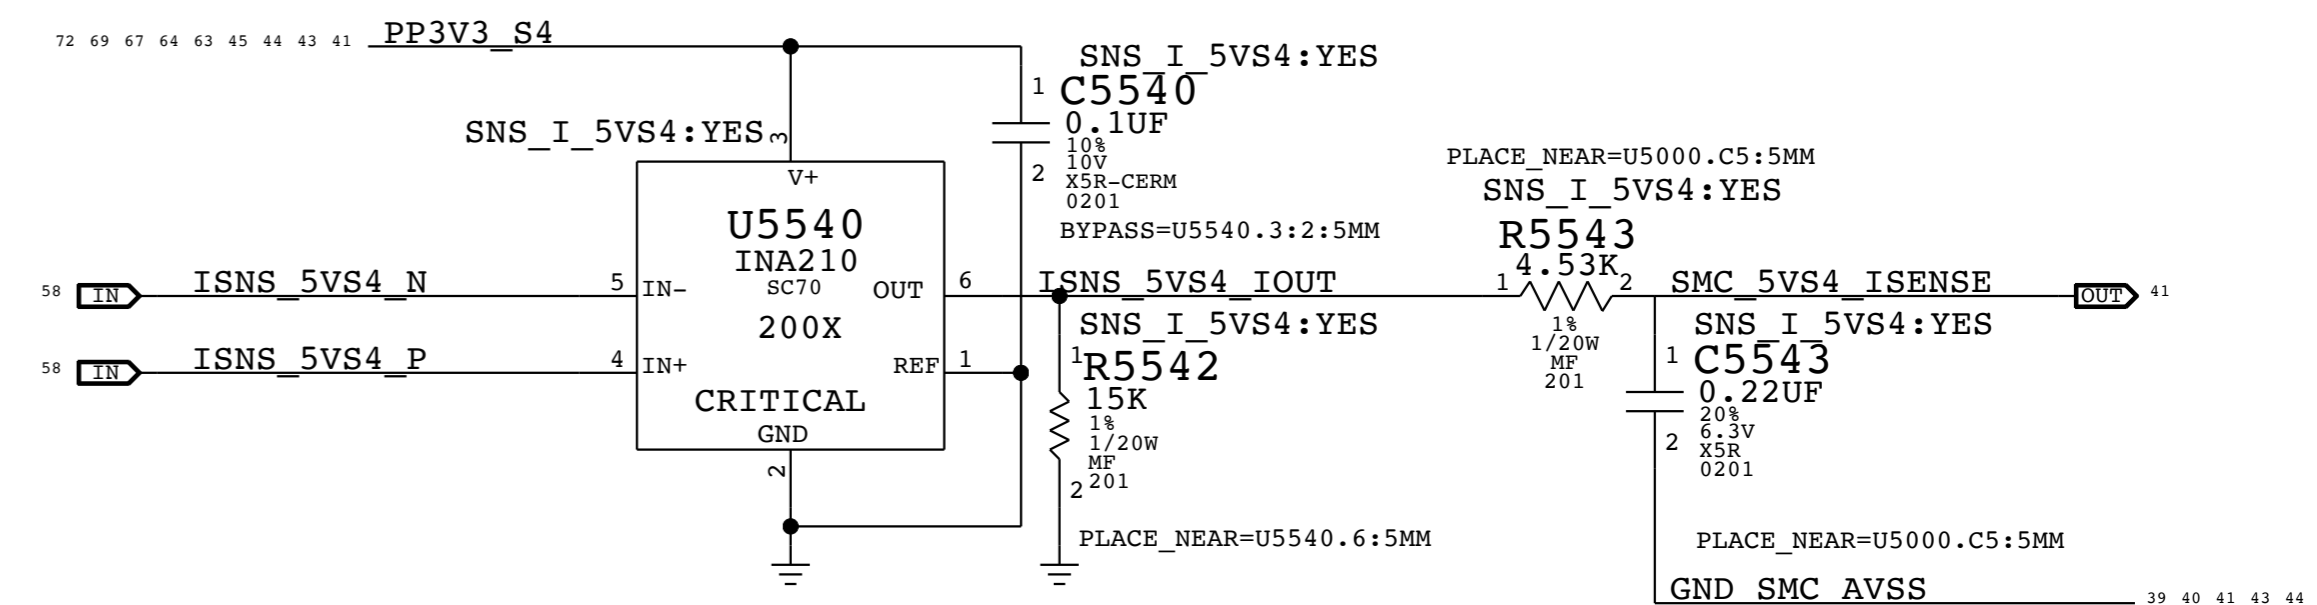 72 69 67 64 63 45 44 43 41 PP3V3_S4
SNS_I_5VS4:YES
1 C5540
0.1UF
10%
10V
2 X5R-CERM
0201
BYPASS=U5540.3:2:5MM
SNS_I_5VS4:YES 3
V+
U5540
INA210
SC70
200X
CRITICAL
GND
2
58 IN ISNS_5VS4_N 5 IN-
58 IN ISNS_5VS4_P 4 IN+
OUT 6 ISNS_5VS4_IOUT
REF 1
SNS_I_5VS4:YES
1 R5542
15K
1%
1/20W
MF
2 201
PLACE_NEAR=U5540.6:5MM
PLACE_NEAR=U5000.C5:5MM
SNS_I_5VS4:YES
R5543
1 4.53K 2
1%
1/20W
MF
201
SMC_5VS4_ISENSE OUT 41
SNS_I_5VS4:YES
1 C5543
0.22UF
20%
6.3V
2 X5R
0201
PLACE_NEAR=U5000.C5:5MM
GND_SMC_AVSS 39 40 41 43 44